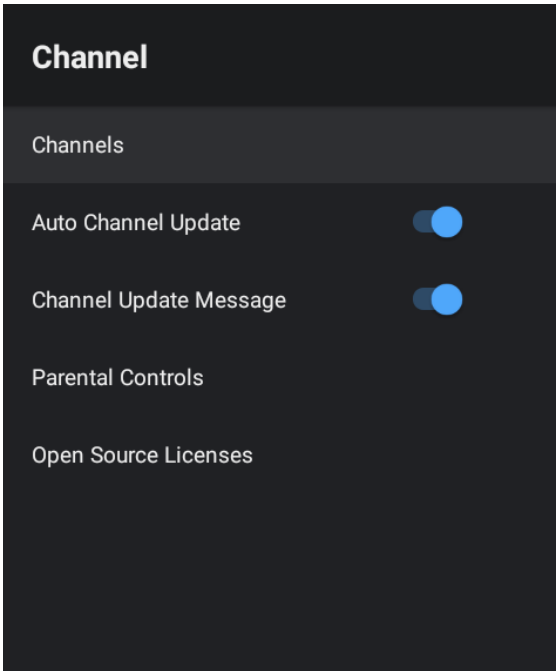 Channel
Channels
Auto Channel Update
Channel Update Message
Parental Controls
Open Source Licenses